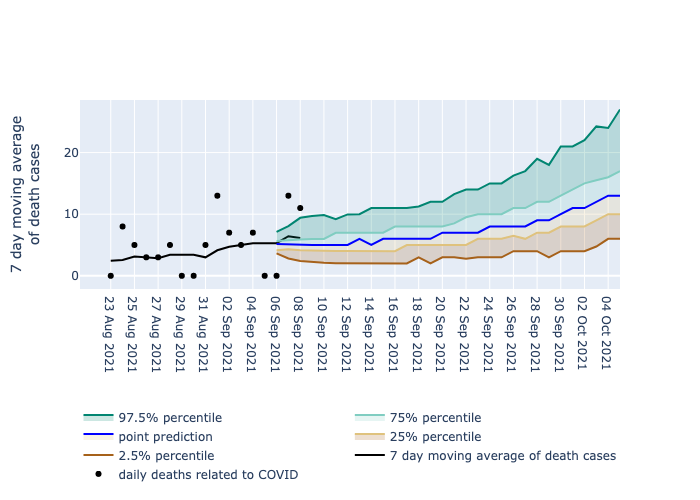 7 day moving average
of death cases
20
10
0
23 Aug 2021
25 Aug 2021
27 Aug 2021
29 Aug 2021
31 Aug 2021
02 Sep 2021
04 Sep 2021
06 Sep 2021
08 Sep 2021
10 Sep 2021
12 Sep 2021
14 Sep 2021
16 Sep 2021
18 Sep 2021
20 Sep 2021
22 Sep 2021
24 Sep 2021
26 Sep 2021
28 Sep 2021
30 Sep 2021
02 Oct 2021
04 Oct 2021
97.5% percentile
75% percentile
point prediction
25% percentile
2.5% percentile
7 day moving average of death cases
daily deaths related to COVID